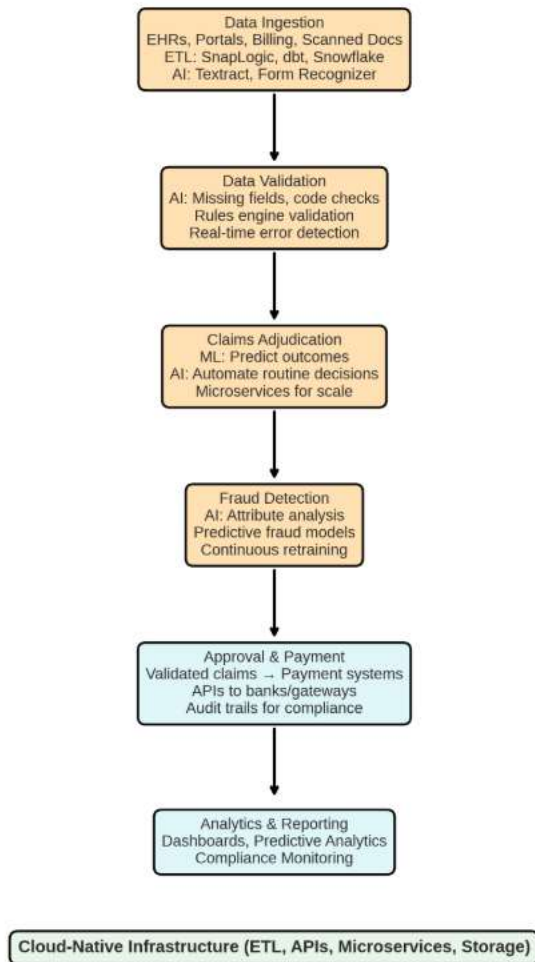 Data Ingestion
EHRs, Portals, Billing, Scanned Docs
ETL: SnapLogic, dbt, Snowflake
AI: Textract, Form Recognizer
Data Validation
AI: Missing fields, code checks
Rules engine validation
Real-time error detection
Claims Adjudication
ML: Predict outcomes
AI: Automate routine decisions
Microservices for scale
Fraud Detection
AI: Attribute analysis
Predictive fraud models
Continuous retraining
Approval & Payment
Validated claims → Payment systems
APIs to banks/gateways
Audit trails for compliance
Analytics & Reporting
Dashboards, Predictive Analytics
Compliance Monitoring
Cloud-Native Infrastructure (ETL, APIs, Microservices, Storage)